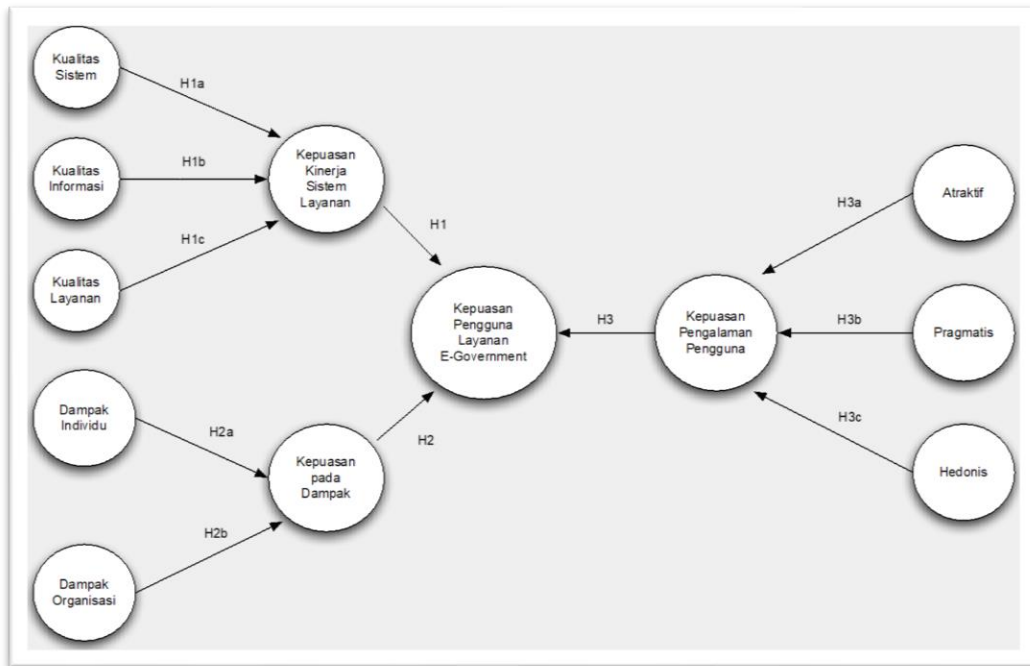 Kualitas
Sistem
H1a
Kualitas
Informasi
H1b
Kualitas
Layanan
H1c
Kepuasan
Kinerja
Sistem
Layanan
H1
Dampak
Individu
H2a
Dampak
Organisasi
H2b
Kepuasan
pada
Dampak
H2
Kepuasan
Pengguna
Layanan
E-Government
H3
Kepuasan
Pengalaman
Pengguna
H3a
Atraktif
H3b
Pragmatis
H3c
Hedonis